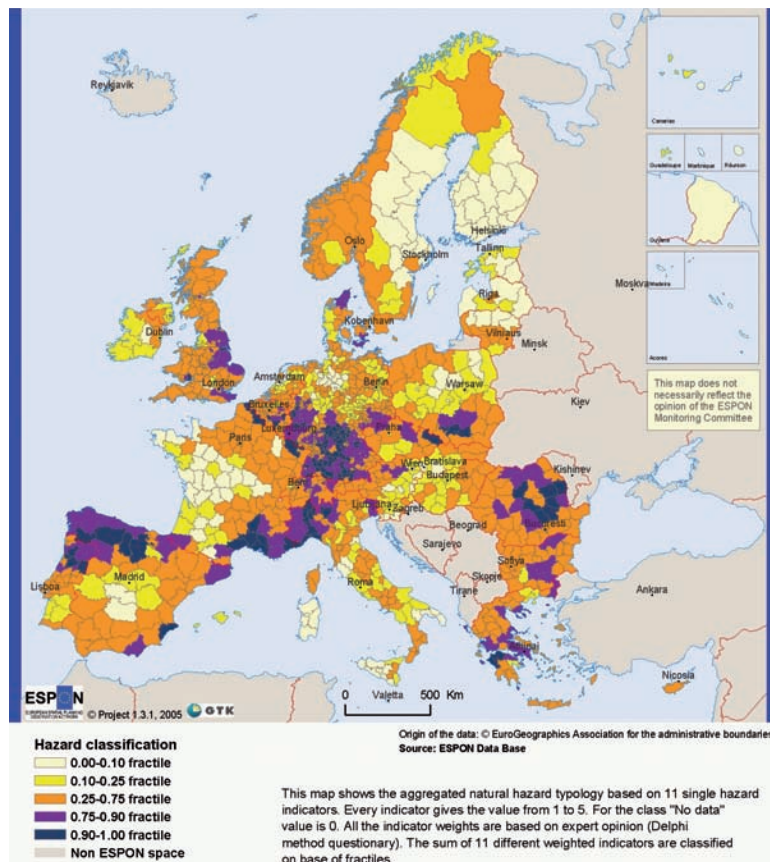 Reykjavik
Canarias
Guadeloupe
Martinique
Réunion
Guyane
Madeira
Acores
Helsinki
Tallinn
Oslo
Stockholm
Riga
Moskva
Dublin
Kobenhavn
Vilnius
Minsk
London
Amsterdam
Berlin
Warsaw
Bruxelles
Luxembourg
Praha
Kiev
This map does not
necessarily reflect the
opinion of the ESPON
Monitoring Committee
Paris
Wien
Bratislava
Budapest
Kishinev
Bern
Ljubljana
Zagreb
Beograd
Bucuresti
Sarajevo
Sofiya
Skopje
Tirane
Madrid
Lisboa
Roma
Ankara
Nicosia
Valetta
0 500 Km
ESPON
© Project 1.3.1, 2005
GTK
Origin of the data: © EuroGeographics Association for the administrative boundaries
Source: ESPON Data Base
Hazard classification
0.00-0.10 fractile
0.10-0.25 fractile
0.25-0.75 fractile
0.75-0.90 fractile
0.90-1.00 fractile
Non ESPON space
This map shows the aggregated natural hazard typology based on 11 single hazard
indicators. Every indicator gives the value from 1 to 5. For the class "No data"
value is 0. All the indicator weights are based on expert opinion (Delphi
method questionary). The sum of 11 different weighted indicators are classified
on base of fractiles.